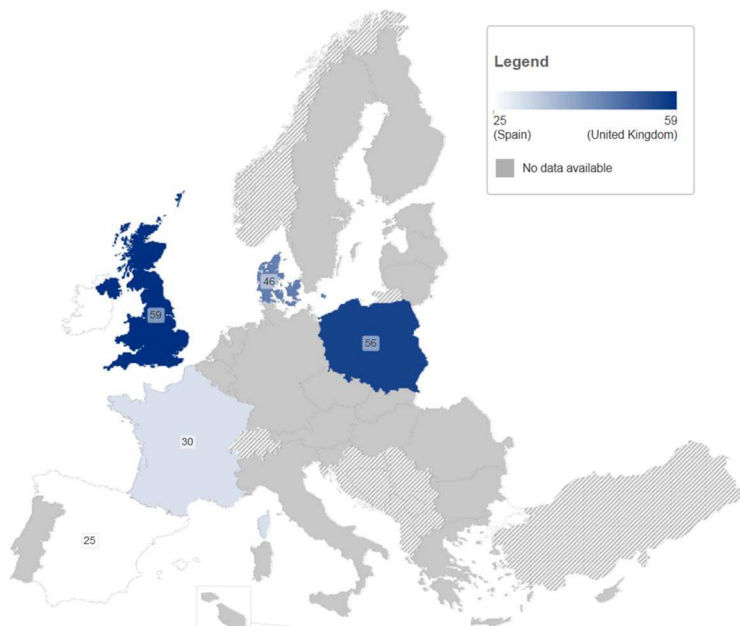 Legend
25
59
(Spain)
(United Kingdom)
No data available
46
59
56
30
25